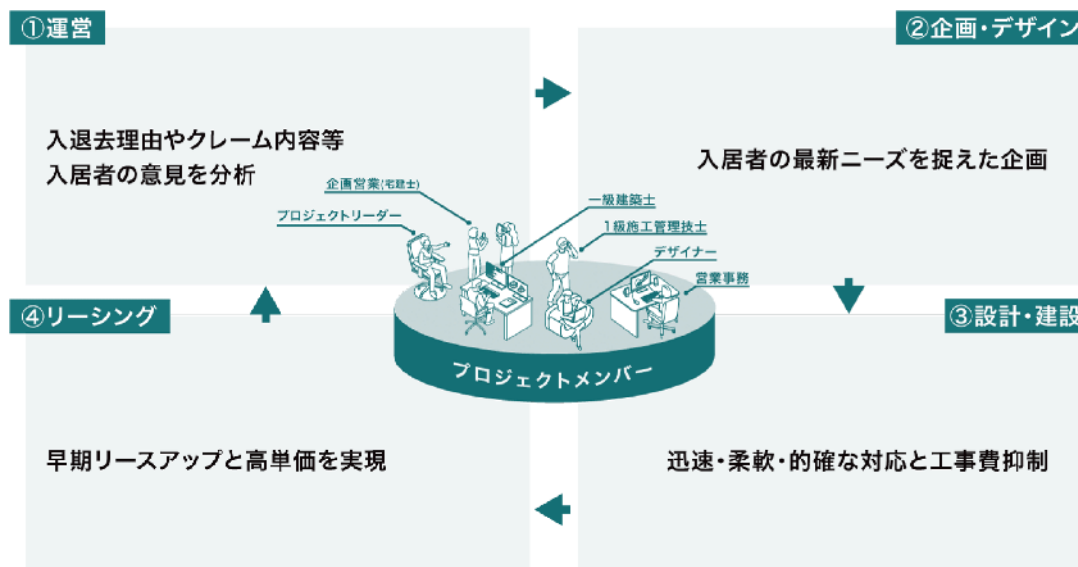 ①運営
②企画・デザイン
入退去理由やクレーム内容等
入居者の意見を分析
入居者の最新ニーズを捉えた企画
企画営業(宅建士)
プロジェクトリーダー
一級建築士
1級施工管理技士
デザイナー
営業事務
プロジェクトメンバー
④リーシング
③設計・建設
早期リースアップと高単価を実現
迅速・柔軟・的確な対応と工事費抑制